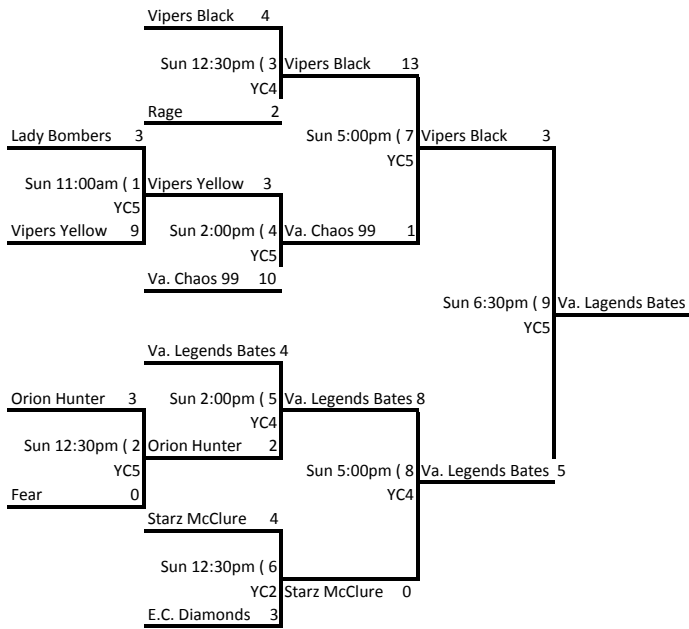 Vipers Black 4
Sun 12:30pm ( 3 Vipers Black 13
YC4
Rage 2
Lady Bombers 3 Sun 5:00pm ( 7 Vipers Black 3
YC5
Sun 11:00am ( 1 Vipers Yellow 3
YC5
Vipers Yellow 9 Sun 2:00pm ( 4 Va. Chaos 99 1
YC5
Va. Chaos 99 10
Sun 6:30pm ( 9 Va. Lagends Bates
YC5
Va. Legends Bates 4
Orion Hunter 3 Sun 2:00pm ( 5 Va. Legends Bates 8
YC4
Sun 12:30pm ( 2 Orion Hunter 2
YC5 Sun 5:00pm ( 8 Va. Legends Bates 5
Fear 0 YC4
Starz McClure 4
Sun 12:30pm ( 6
YC2 Starz McClure 0
E.C. Diamonds 3